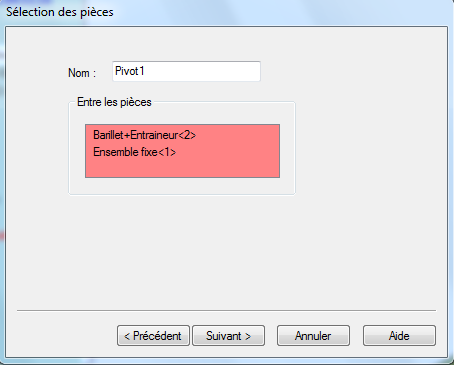 Sélection des pièces
Nom : Pivot1
Entre les pièces
Barillet+Entraineur<2>
Ensemble fixe<1>
< Précédent Suivant > Annuler Aide